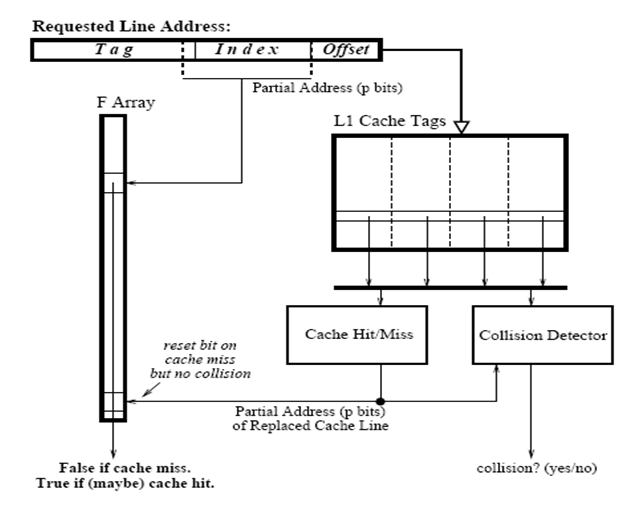 Requested Line Address:
Tag Index Offset
Partial Address (p bits)
F Array
L1 Cache Tags
Cache Hit/Miss
Collision Detector
reset bit on
cache miss
but no collision
Partial Address (p bits)
of Replaced Cache Line
False if cache miss.
True if (maybe) cache hit.
collision? (yes/no)